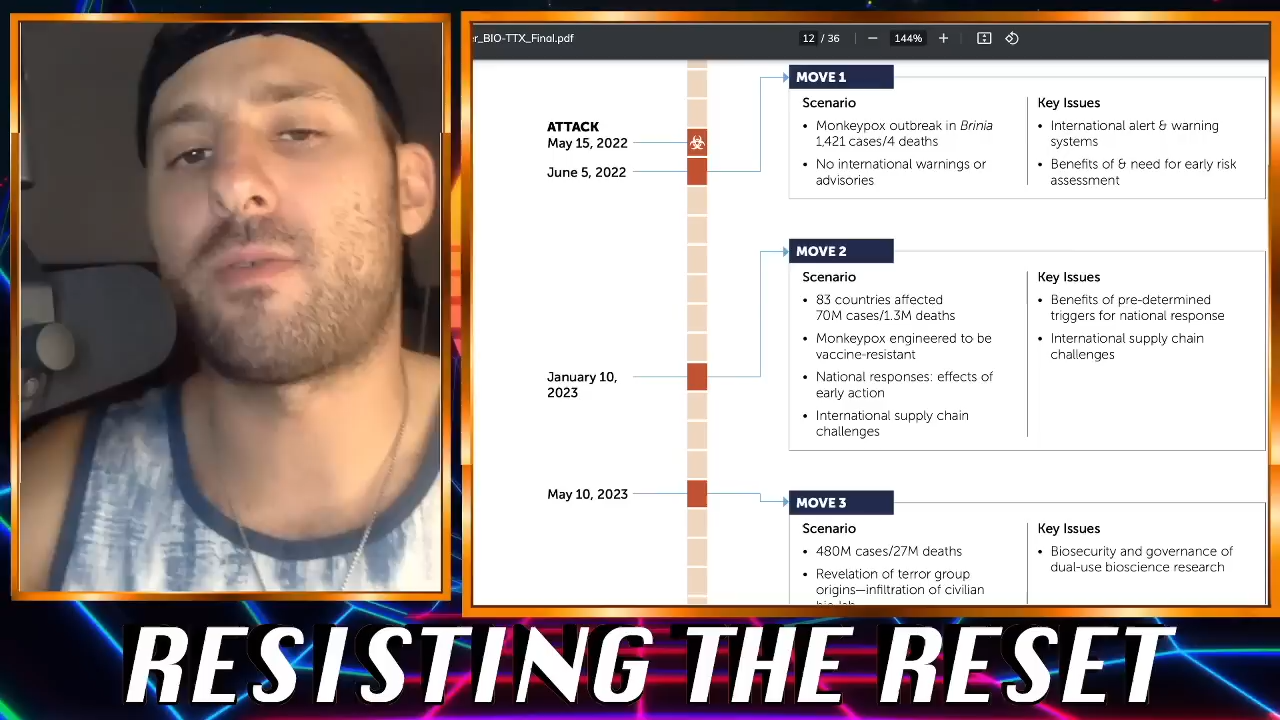 r_BIO-TTX_Final.pdf
12 / 36
144%
MOVE 1
Scenario
Key Issues
ATTACK
May 15, 2022
June 5, 2022
• Monkeypox outbreak in Brinia
1,421 cases/4 deaths
• No international warnings or
advisories
• International alert & warning
systems
• Benefits of & need for early risk
assessment
MOVE 2
Scenario
Key Issues
January 10,
2023
• 83 countries affected
70M cases/1.3M deaths
• Monkeypox engineered to be
vaccine-resistant
• National responses: effects of
early action
• International supply chain
challenges
• Benefits of pre-determined
triggers for national response
• International supply chain
challenges
May 10, 2023
MOVE 3
Scenario
Key Issues
• 480M cases/27M deaths
• Revelation of terror group
origins—infiltration of civilian
• Biosecurity and governance of
dual-use bioscience research
RESISTING THE RESET